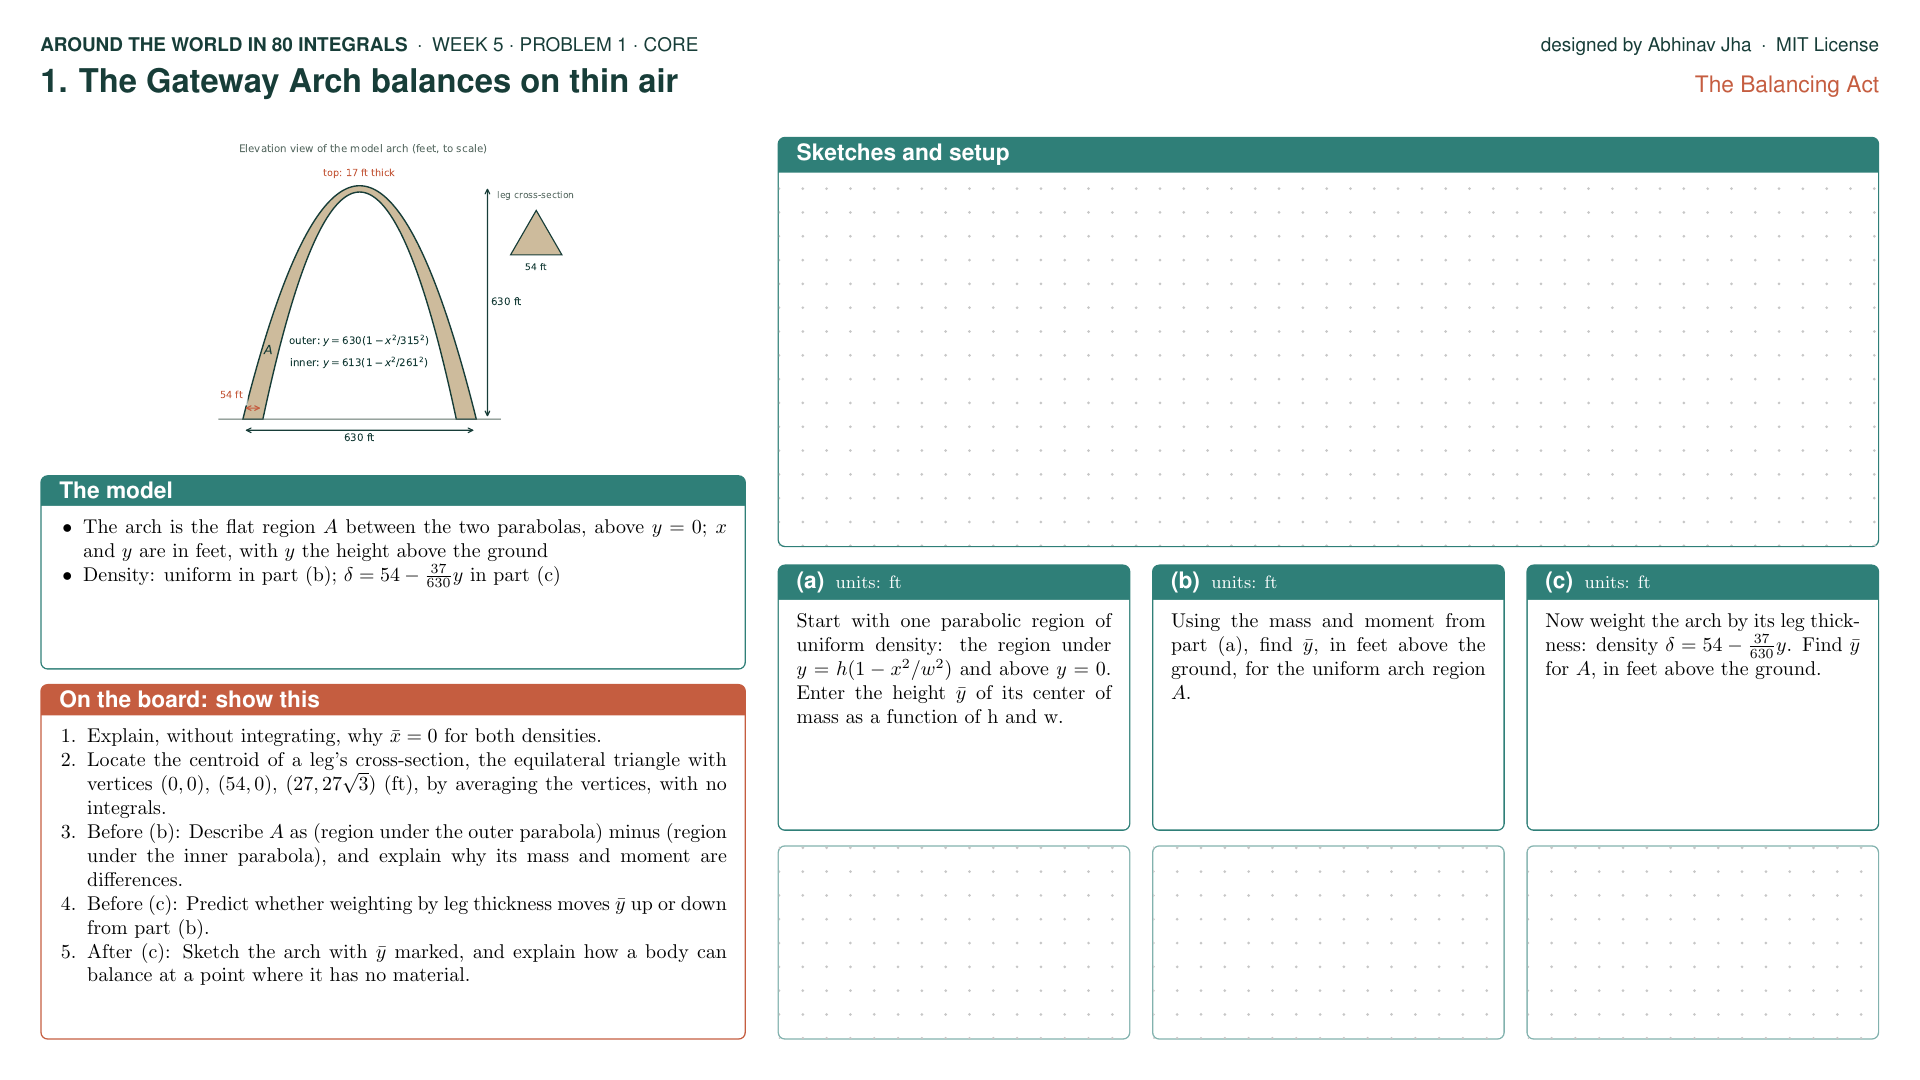 AROUND THE WORLD IN 80 INTEGRALS · WEEK 5 · PROBLEM 1 · CORE
designed by Abhinav Jha · MIT License
1. The Gateway Arch balances on thin air
The Balancing Act
Elevation view of the model arch (feet, to scale)
top: 17 ft thick
leg cross-section
54 ft
630 ft
outer: y = 630(1 − x²/315²)
A
inner: y = 613(1 − x²/261²)
54 ft
630 ft
The model
• The arch is the flat region A between the two parabolas, above y = 0; x
and y are in feet, with y the height above the ground
• Density: uniform in part (b); δ = 54 − 37/630 y in part (c)
On the board: show this
1. Explain, without integrating, why x̄ = 0 for both densities.
2. Locate the centroid of a leg's cross-section, the equilateral triangle with
vertices (0, 0), (54, 0), (27, 27√3) (ft), by averaging the vertices, with no
integrals.
3. Before (b): Describe A as (region under the outer parabola) minus (region
under the inner parabola), and explain why its mass and moment are
differences.
4. Before (c): Predict whether weighting by leg thickness moves ȳ up or down
from part (b).
5. After (c): Sketch the arch with ȳ marked, and explain how a body can
balance at a point where it has no material.
Sketches and setup
(a) units: ft
Start with one parabolic region of
uniform density: the region under
y = h(1 − x²/w²) and above y = 0.
Enter the height ȳ of its center of
mass as a function of h and w.
(b) units: ft
Using the mass and moment from
part (a), find ȳ, in feet above the
ground, for the uniform arch region
A.
(c) units: ft
Now weight the arch by its leg thick-
ness: density δ = 54 − 37/630 y. Find ȳ
for A, in feet above the ground.